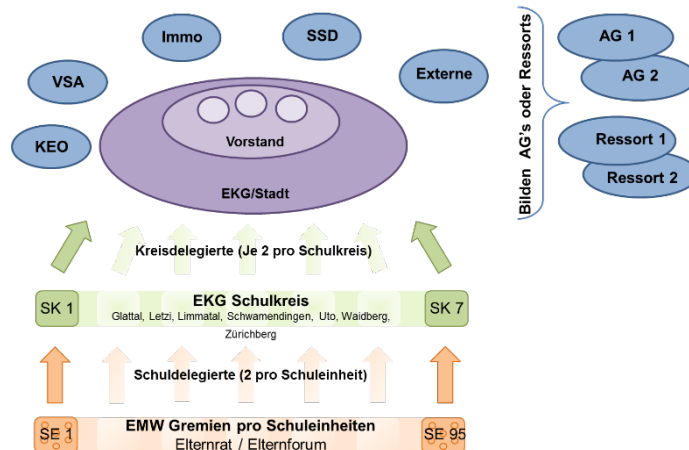 Immo
SSD
VSA
Externe
KEO
Vorstand
EKG/Stadt
Bilden AG's oder Ressorts
AG 1
AG 2
Ressort 1
Ressort 2
Kreisdelegierte (Je 2 pro Schulkreis)
SK 1
EKG Schulkreis
SK 7
Glattal, Letzi, Limmatal, Schwamendingen, Uto, Waidberg,
Zürichberg
Schuldelegierte (2 pro Schuleinheit)
SE 1
EMW Gremien pro Schuleinheiten
SE 95
Elternrat / Elternforum